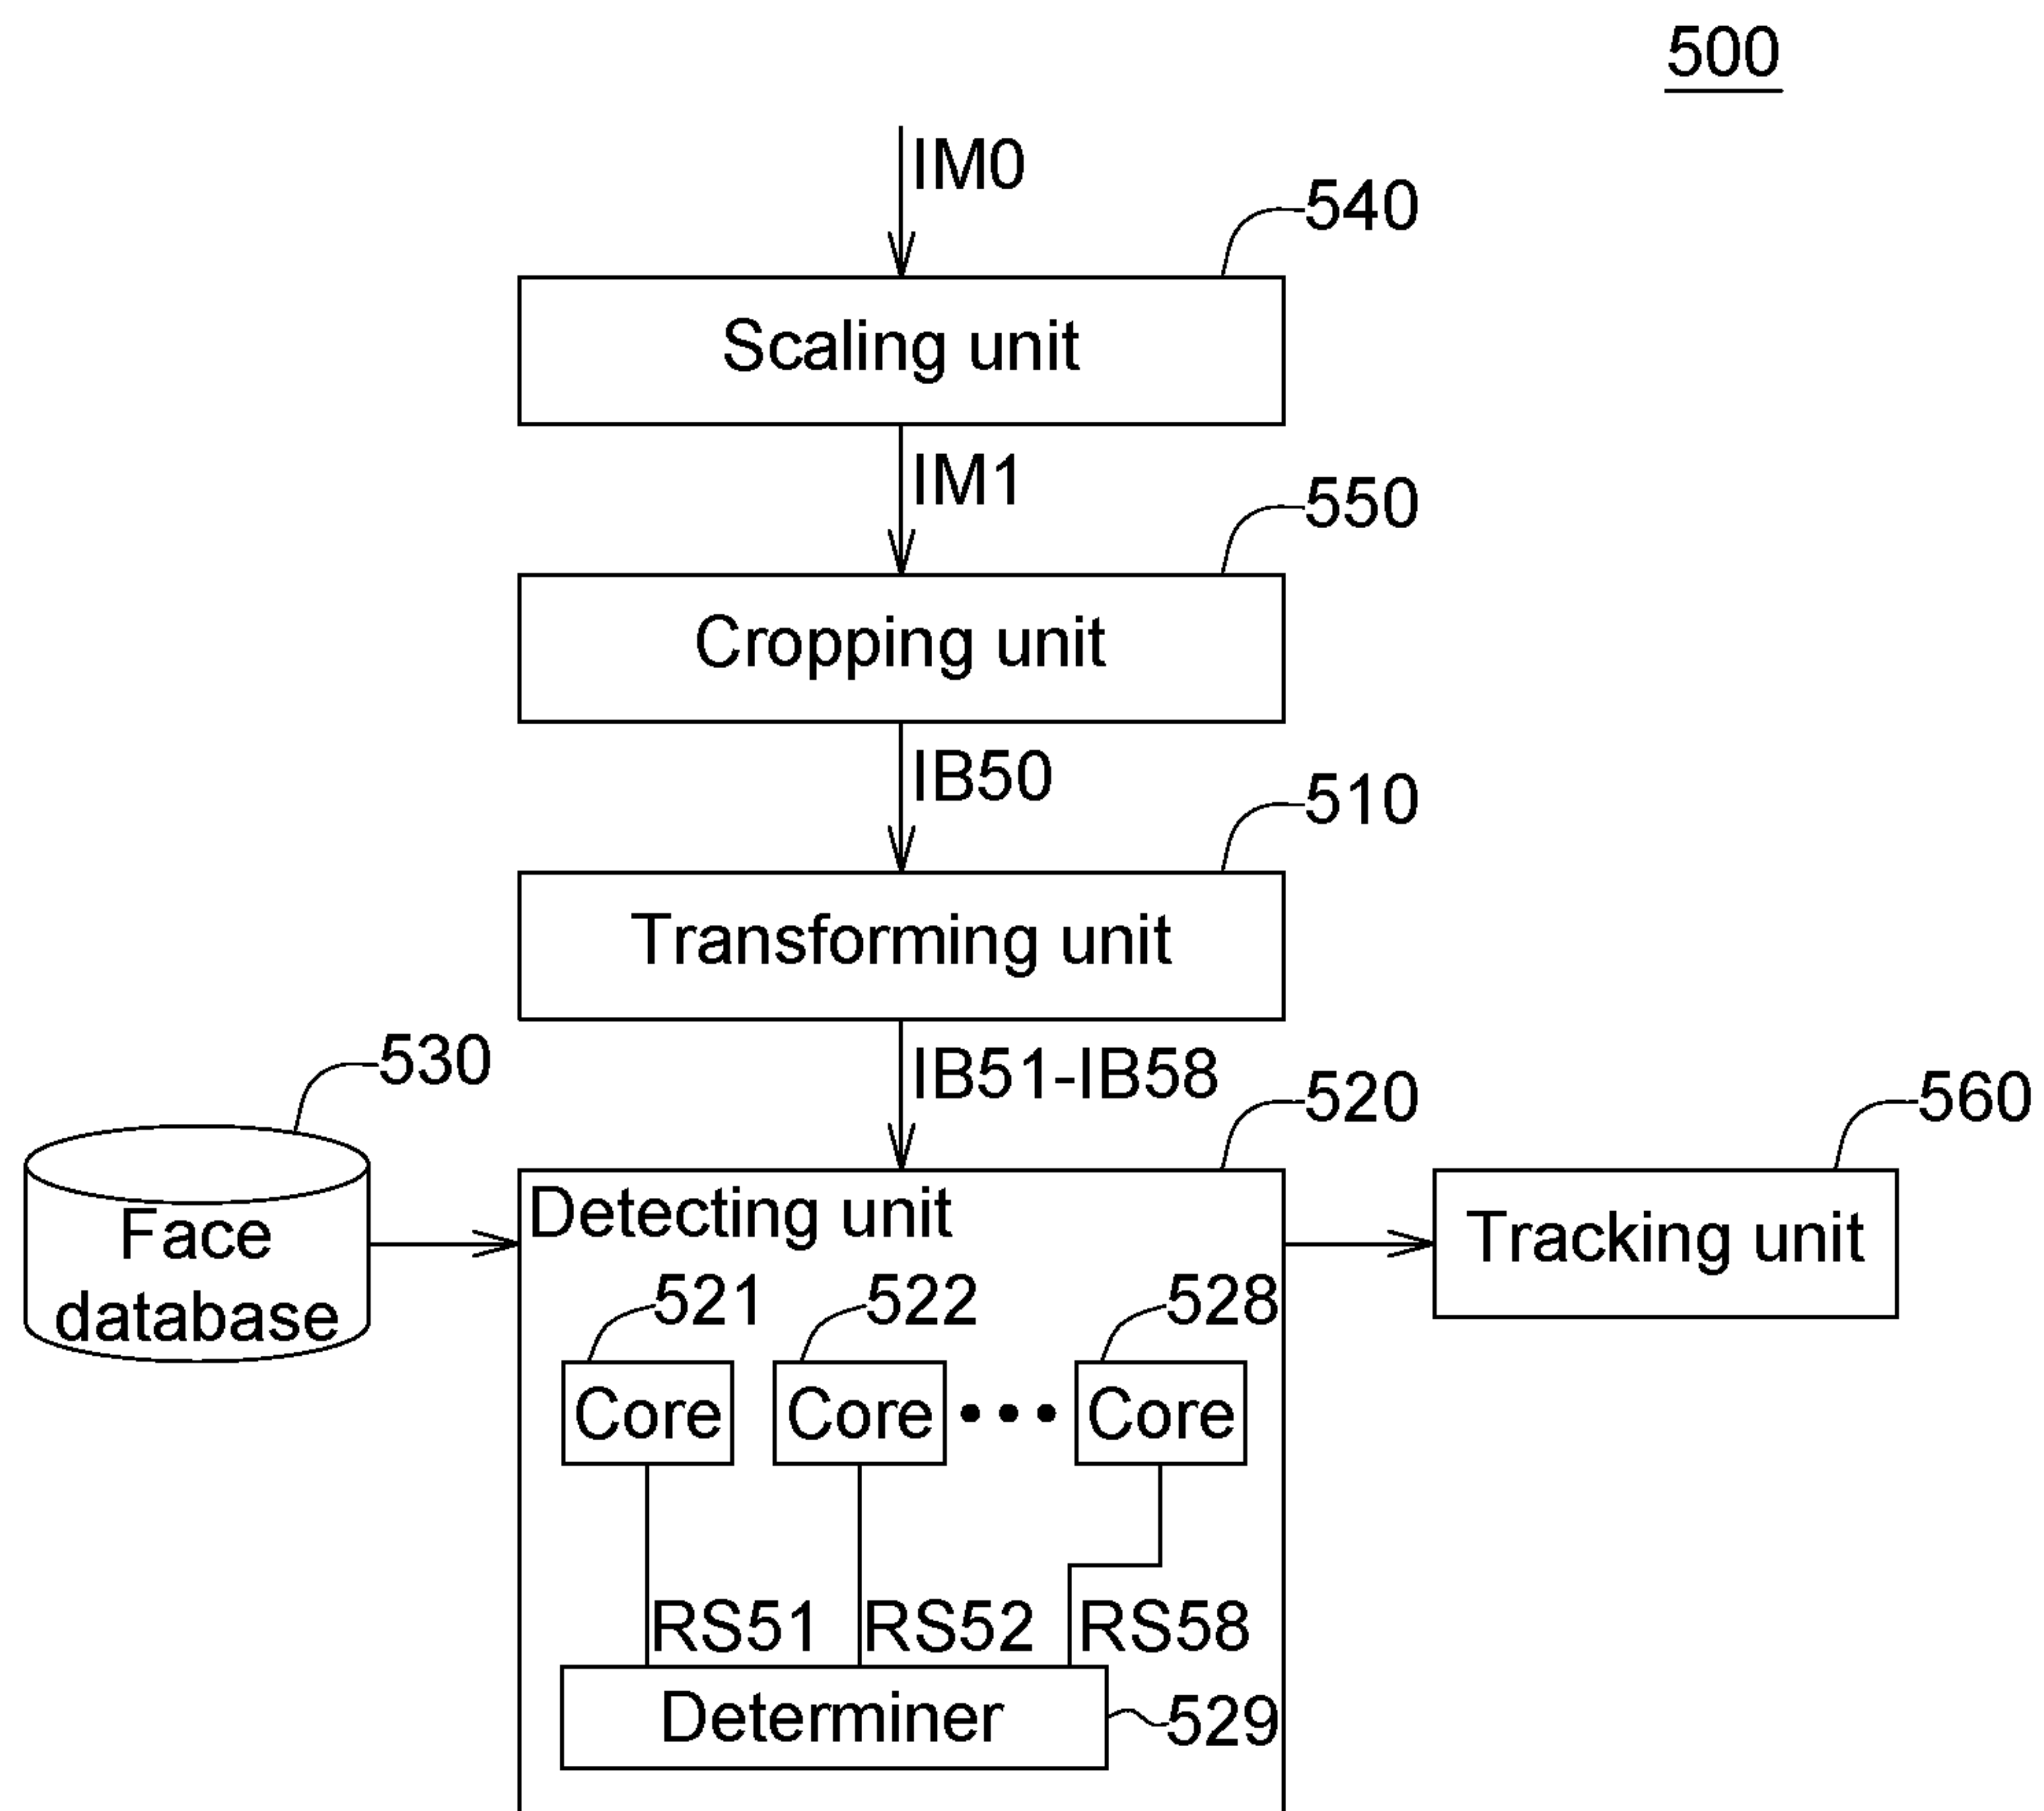 500
IM0
540
Scaling unit
IM1
550
Cropping unit
IB50
510
Transforming unit
530
IB51-IB58
520
560
Face
database
Detecting unit
Tracking unit
521
522
528
Core
Core
Core
RS51
RS52
RS58
Determiner
529